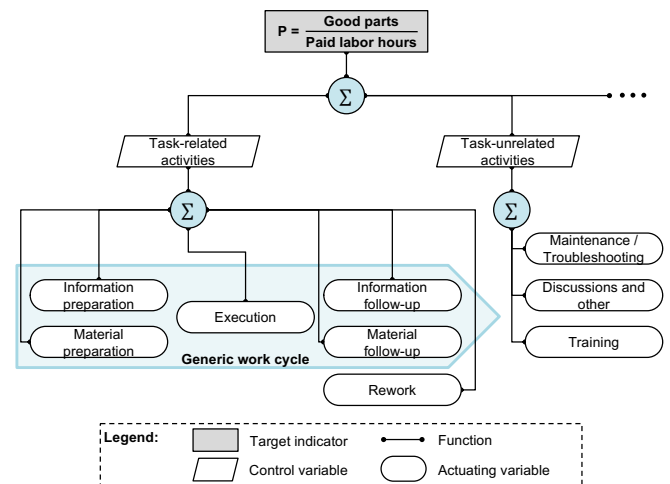 P = Good parts
Paid labor hours
Σ
Task-related
activities
Task-unrelated
activities
Σ
Σ
Information
preparation
Material
preparation
Execution
Information
follow-up
Material
follow-up
Generic work cycle
Rework
Maintenance /
Troubleshooting
Discussions and
other
Training
Legend:
Target indicator
Function
Control variable
Actuating variable